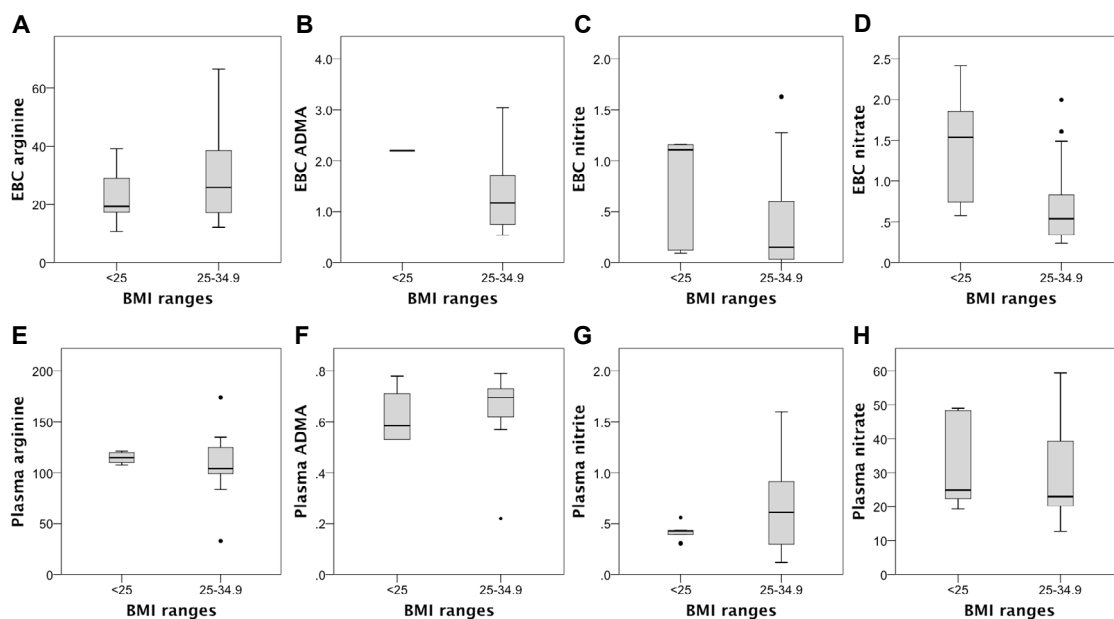 A
B
C
D
EBC arginine
60
40
20
0
<25
25-34.9
BMI ranges
EBC ADMA
4.0
3.0
2.0
1.0
.0
<25
25-34.9
BMI ranges
EBC nitrite
2.0
1.5
1.0
.5
.0
<25
25-34.9
BMI ranges
EBC nitrate
2.5
2.0
1.5
1.0
.5
.0
<25
25-34.9
BMI ranges
E
F
G
H
Plasma arginine
200
150
100
50
0
<25
25-34.9
BMI ranges
Plasma ADMA
.8
.6
.4
.2
.0
<25
25-34.9
BMI ranges
Plasma nitrite
2.0
1.5
1.0
.5
.0
<25
25-34.9
BMI ranges
Plasma nitrate
60
50
40
30
20
10
0
<25
25-34.9
BMI ranges